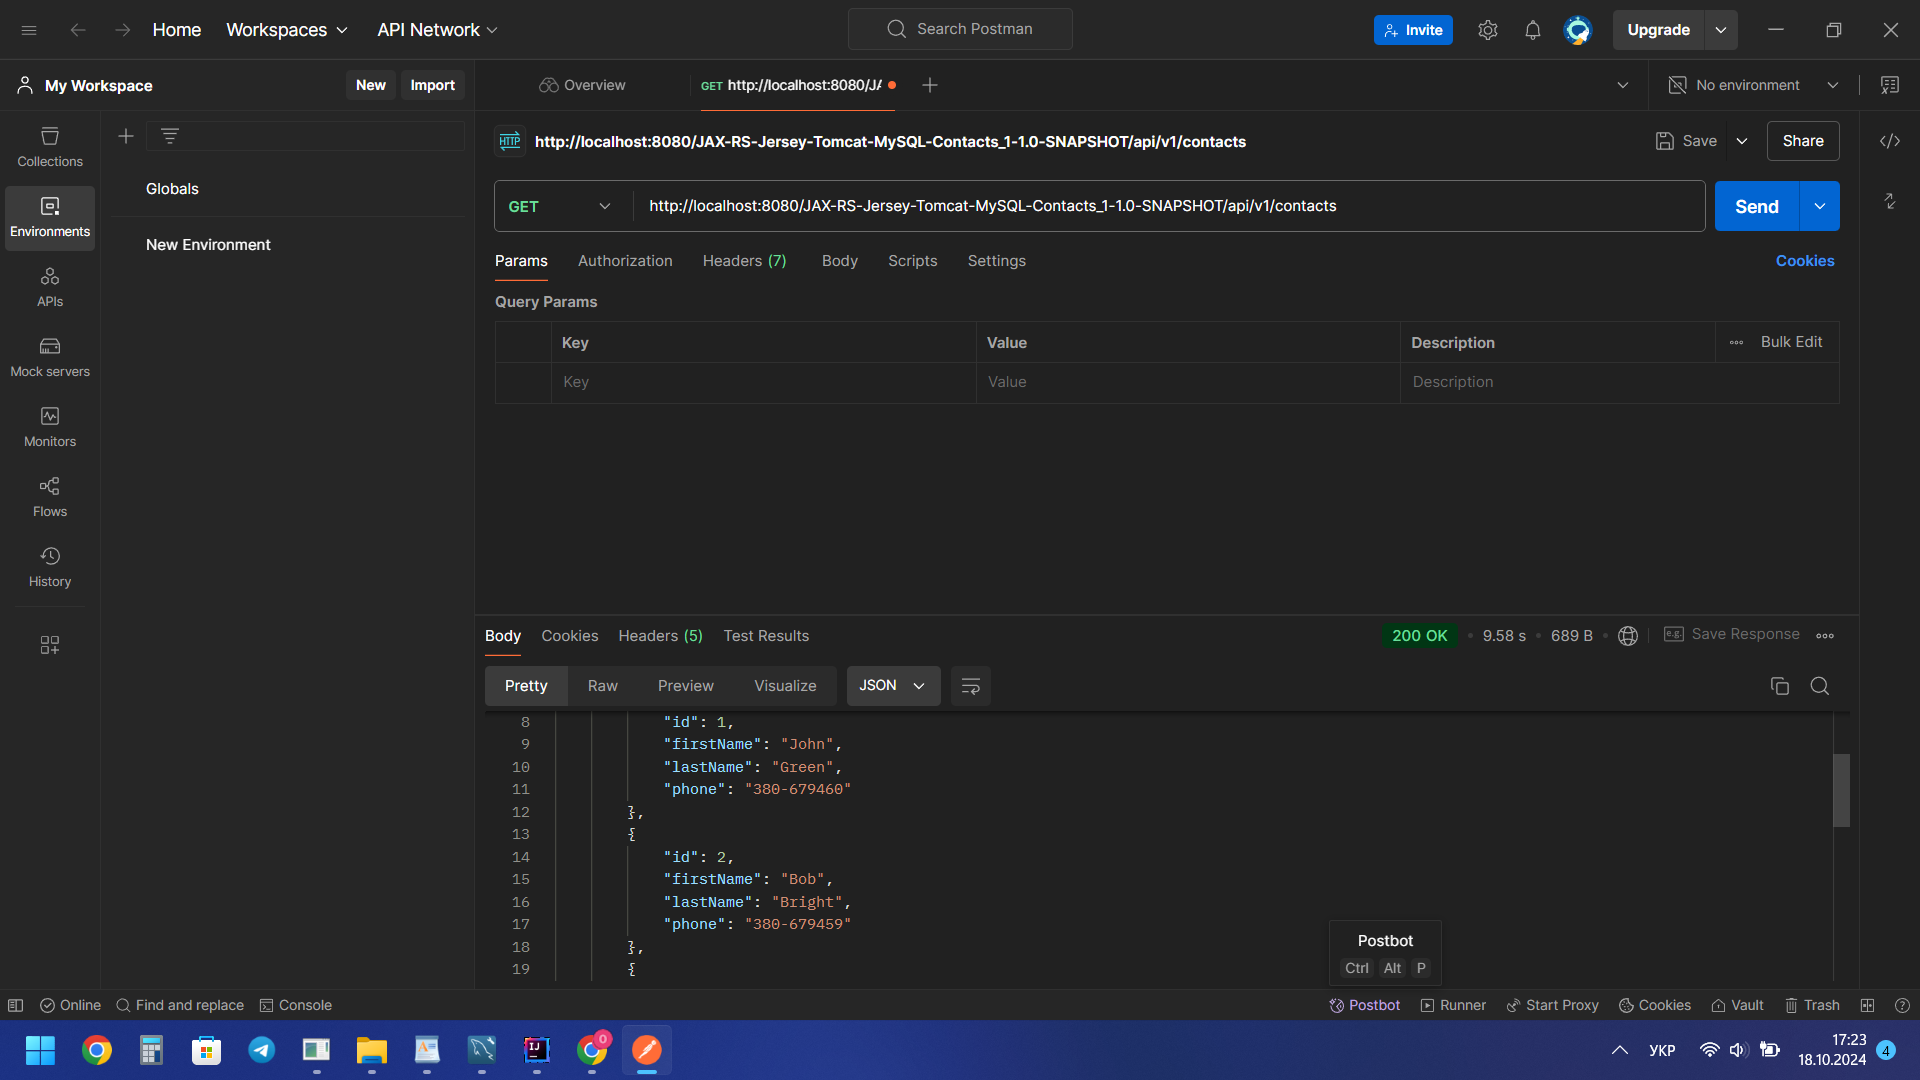 Home Workspaces API Network Search Postman Invite Upgrade
My Workspace New Import Overview GET http://localhost:8080/JA No environment
Collections
Environments
APIs
Mock servers
Monitors
Flows
History
Globals
New Environment
HTTP http://localhost:8080/JAX-RS-Jersey-Tomcat-MySQL-Contacts_1-1.0-SNAPSHOT/api/v1/contacts Save Share
GET http://localhost:8080/JAX-RS-Jersey-Tomcat-MySQL-Contacts_1-1.0-SNAPSHOT/api/v1/contacts Send
Params Authorization Headers (7) Body Scripts Settings Cookies
Query Params
Key Value Description Bulk Edit
Key Value Description
Body Cookies Headers (5) Test Results 200 OK 9.58 s 689 B e.g. Save Response
Pretty Raw Preview Visualize JSON
8 "id": 1,
9 "firstName": "John",
10 "lastName": "Green",
11 "phone": "380-679460"
12 },
13 {
14 "id": 2,
15 "firstName": "Bob",
16 "lastName": "Bright",
17 "phone": "380-679459"
18 },
19 {
Postbot
Ctrl Alt P
Online Find and replace Console Postbot Runner Start Proxy Cookies Vault Trash
IJ 0 УКР 17:23 4
18.10.2024